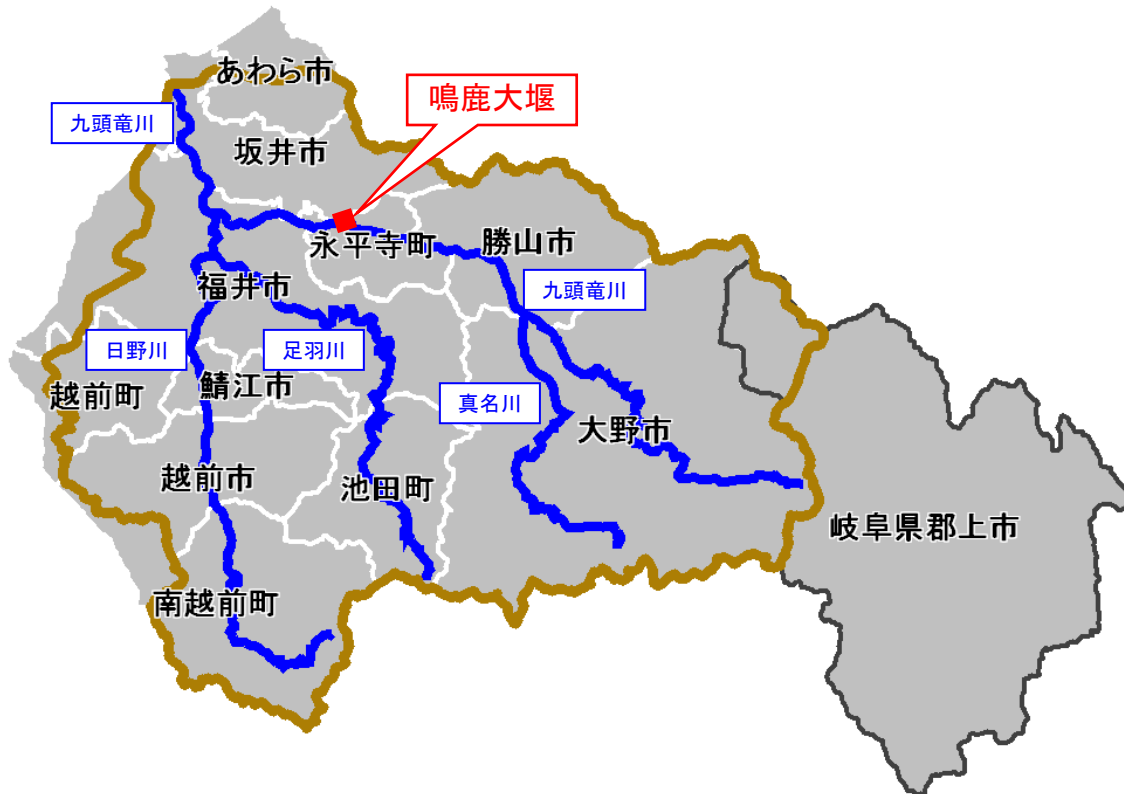 あわら市
鳴鹿大堰
九頭竜川
坂井市
永平寺町
勝山市
九頭竜川
福井市
日野川
足羽川
鯖江市
越前町
真名川
大野市
越前市
池田町
岐阜県郡上市
南越前町